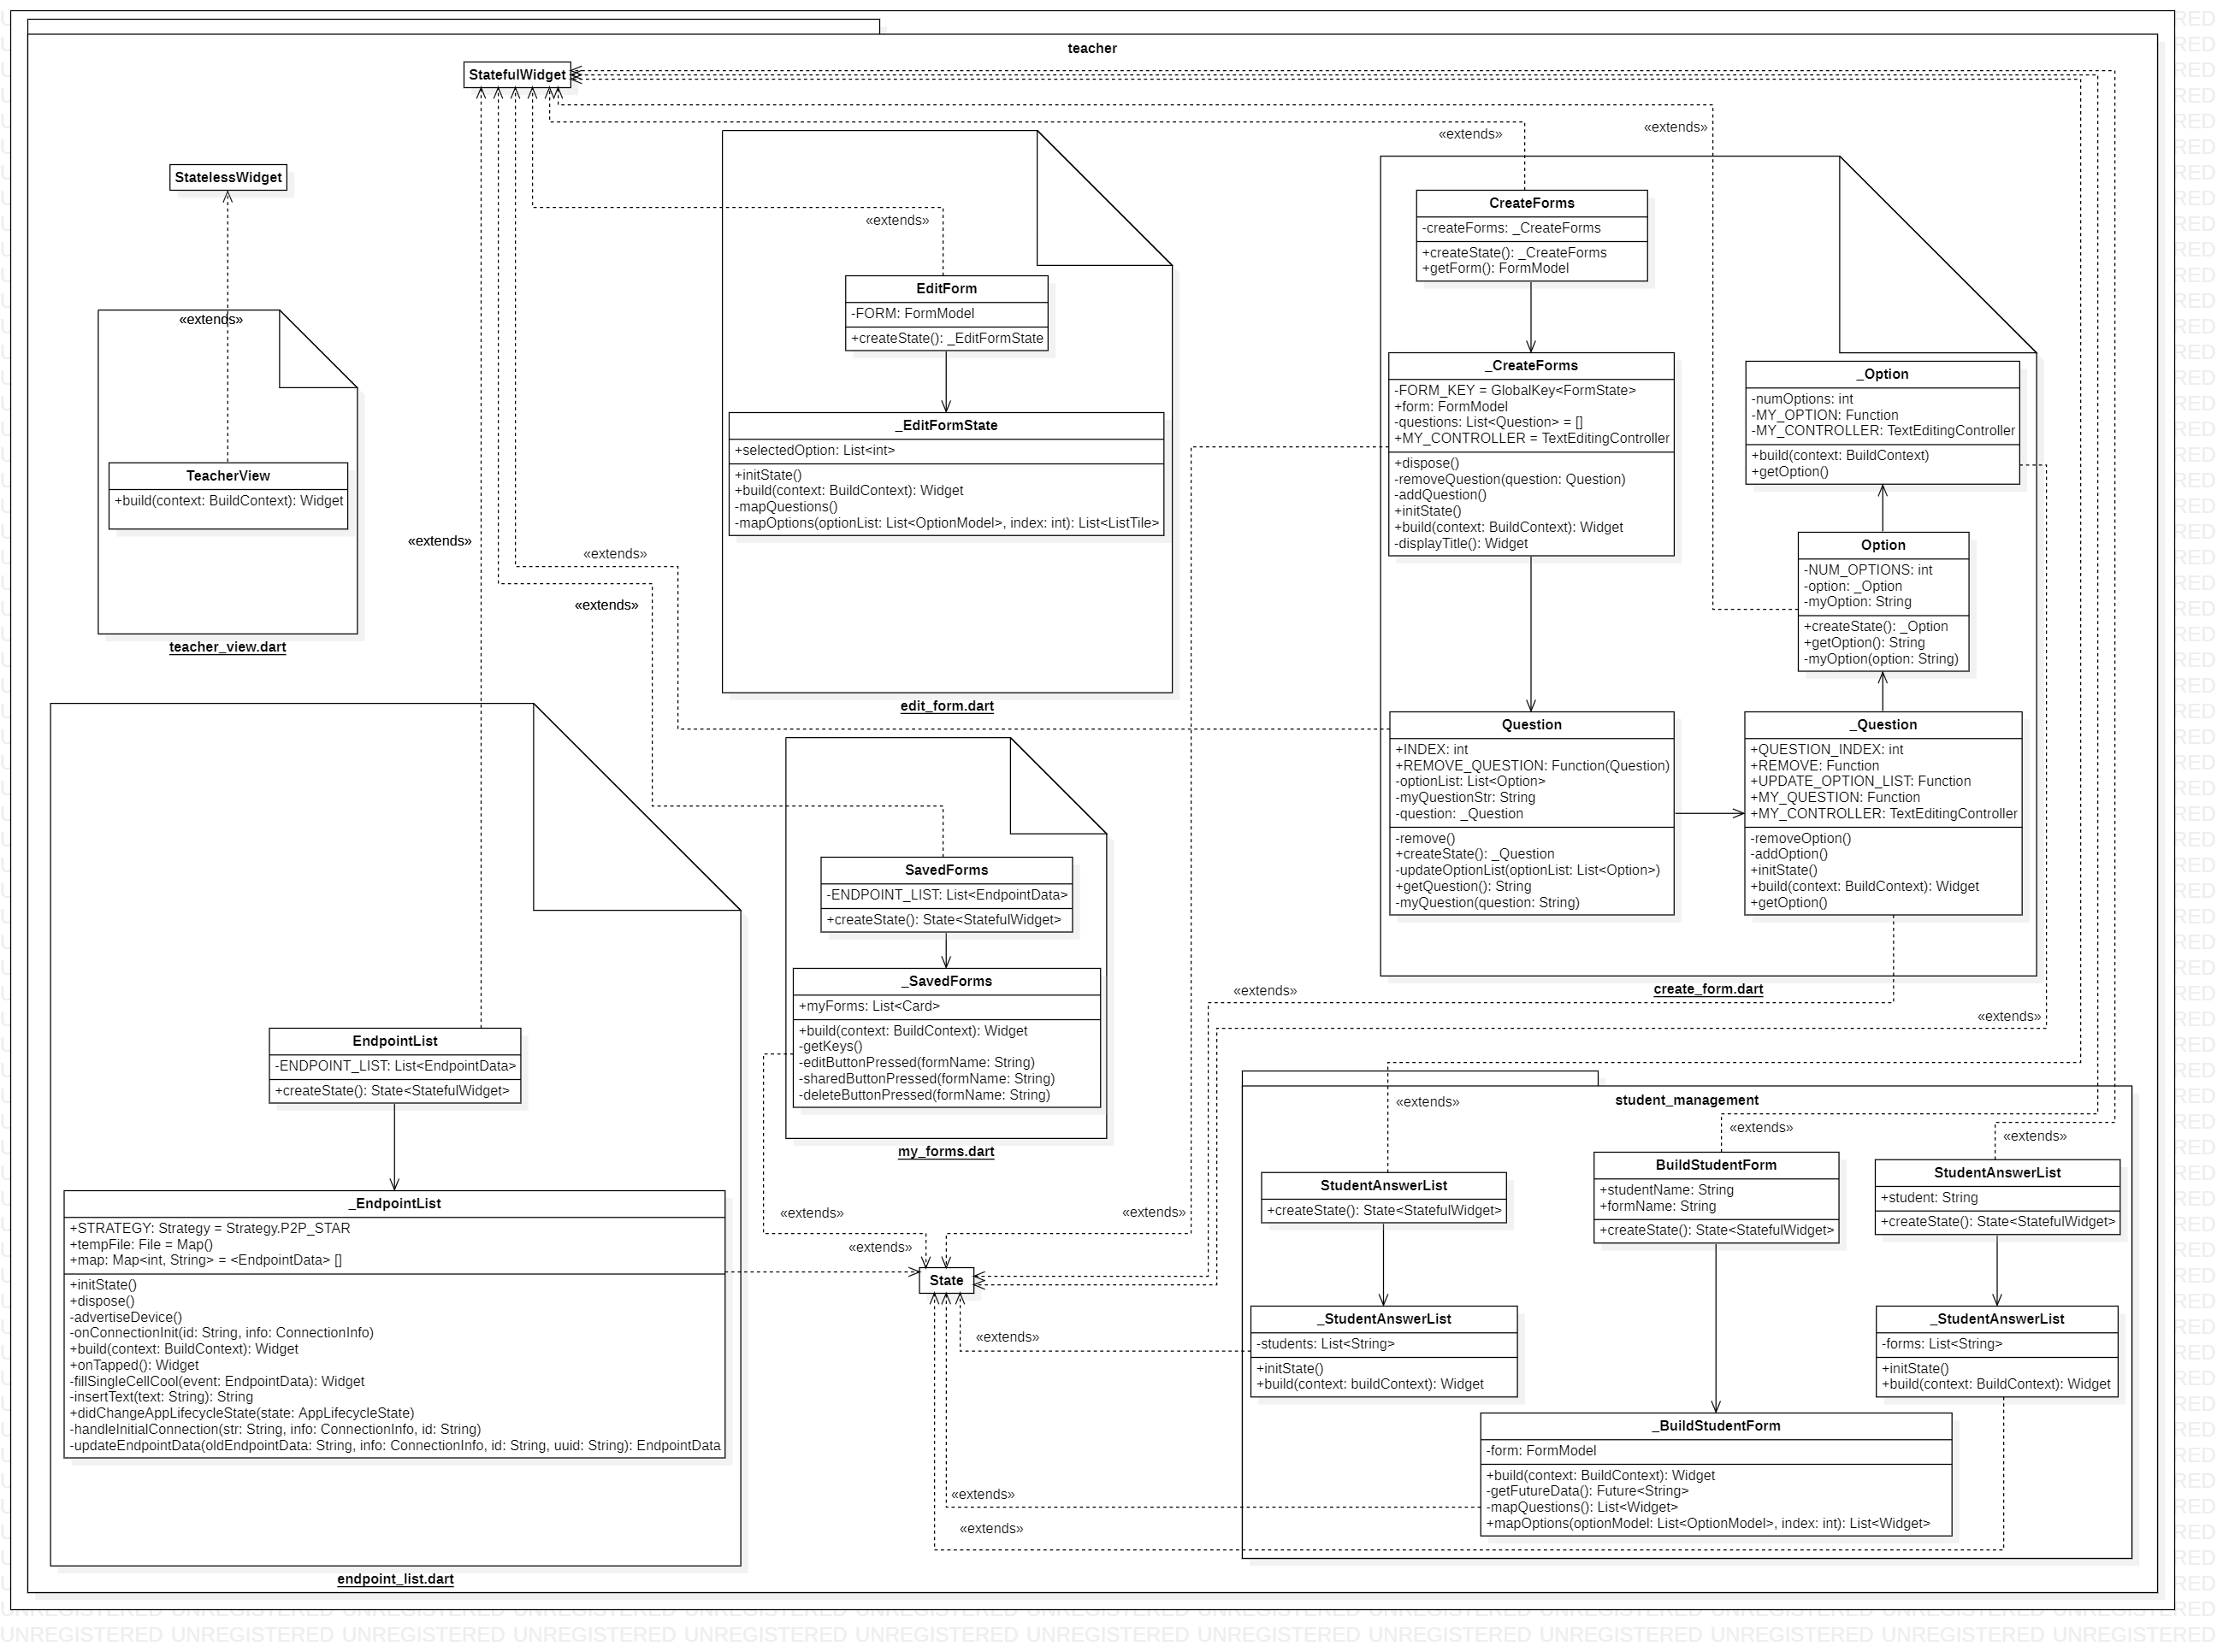 teacher
StatefulWidget
«extends»
«extends»
StatelessWidget
«extends»
teacher_view.dart
TeacherView
+build(context: BuildContext): Widget
«extends»
«extends»
«extends»
«extends»
EditForm
-FORM: FormModel
+createState(): _EditFormState
_EditFormState
+selectedOption: List<int>
+initState()
+build(context: BuildContext): Widget
-mapQuestions()
-mapOptions(optionList: List<OptionModel>, index: int): List<ListTile>
edit_form.dart
CreateForms
-createForms: _CreateForms
+createState(): _CreateForms
+getForm(): FormModel
_CreateForms
-FORM_KEY = GlobalKey<FormState>
+form: FormModel
-questions: List<Question> = []
+MY_CONTROLLER = TextEditingController
+dispose()
-removeQuestion(question: Question)
-addQuestion()
+initState()
+build(context: BuildContext): Widget
-displayTitle(): Widget
_Option
-numOptions: int
-MY_OPTION: Function
-MY_CONTROLLER: TextEditingController
+build(context: BuildContext)
+getOption()
Option
-NUM_OPTIONS: int
-option: _Option
-myOption: String
+createState(): _Option
+getOption(): String
-myOption(option: String)
Question
+INDEX: int
+REMOVE_QUESTION: Function(Question)
-optionList: List<Option>
-myQuestionStr: String
-question: _Question
-remove()
+createState(): _Question
-updateOptionList(optionList: List<Option>)
+getQuestion(): String
-myQuestion(question: String)
_Question
+QUESTION_INDEX: int
+REMOVE: Function
+UPDATE_OPTION_LIST: Function
+MY_QUESTION: Function
+MY_CONTROLLER: TextEditingController
-removeOption()
-addOption()
+initState()
+build(context: BuildContext): Widget
+getOption()
create_form.dart
«extends»
«extends»
SavedForms
-ENDPOINT_LIST: List<EndpointData>
+createState(): State<StatefulWidget>
_SavedForms
+myForms: List<Card>
+build(context: BuildContext): Widget
-getKeys()
-editButtonPressed(formName: String)
-sharedButtonPressed(formName: String)
-deleteButtonPressed(formName: String)
my_forms.dart
EndpointList
-ENDPOINT_LIST: List<EndpointData>
+createState(): State<StatefulWidget>
_EndpointList
+STRATEGY: Strategy = Strategy.P2P_STAR
+tempFile: File = Map()
+map: Map<int, String> = <EndpointData> []
+initState()
+dispose()
-advertiseDevice()
-onConnectionInit(id: String, info: ConnectionInfo)
+build(context: BuildContext): Widget
+onTapped(): Widget
-fillSingleCellCool(event: EndpointData): Widget
-insertText(text: String): String
+didChangeAppLifecycleState(state: AppLifecycleState)
-handleInitialConnection(str: String, info: ConnectionInfo, id: String)
-updateEndpointData(oldEndpointData: String, info: ConnectionInfo, id: String, uuid: String): EndpointData
endpoint_list.dart
«extends»
«extends»
«extends»
State
«extends»
«extends»
«extends»
student_management
«extends»
«extends»
«extends»
StudentAnswerList
+createState(): State<StatefulWidget>
BuildStudentForm
+studentName: String
+formName: String
+createState(): State<StatefulWidget>
StudentAnswerList
+student: String
+createState(): State<StatefulWidget>
_StudentAnswerList
-students: List<String>
+initState()
+build(context: buildContext): Widget
_StudentAnswerList
-forms: List<String>
+initState()
+build(context: BuildContext): Widget
_BuildStudentForm
-form: FormModel
+build(context: BuildContext): Widget
-getFutureData(): Future<String>
-mapQuestions(): List<Widget>
+mapOptions(optionModel: List<OptionModel>, index: int): List<Widget>
UNREGISTERED UNREGISTERED UNREGISTERED UNREGISTERED UNREGISTERED UNREGISTERED UNREGISTERED UNREGISTERED UNREGISTERED UNREGISTERED UNREGISTERED UNREGISTERED UNREGISTERED